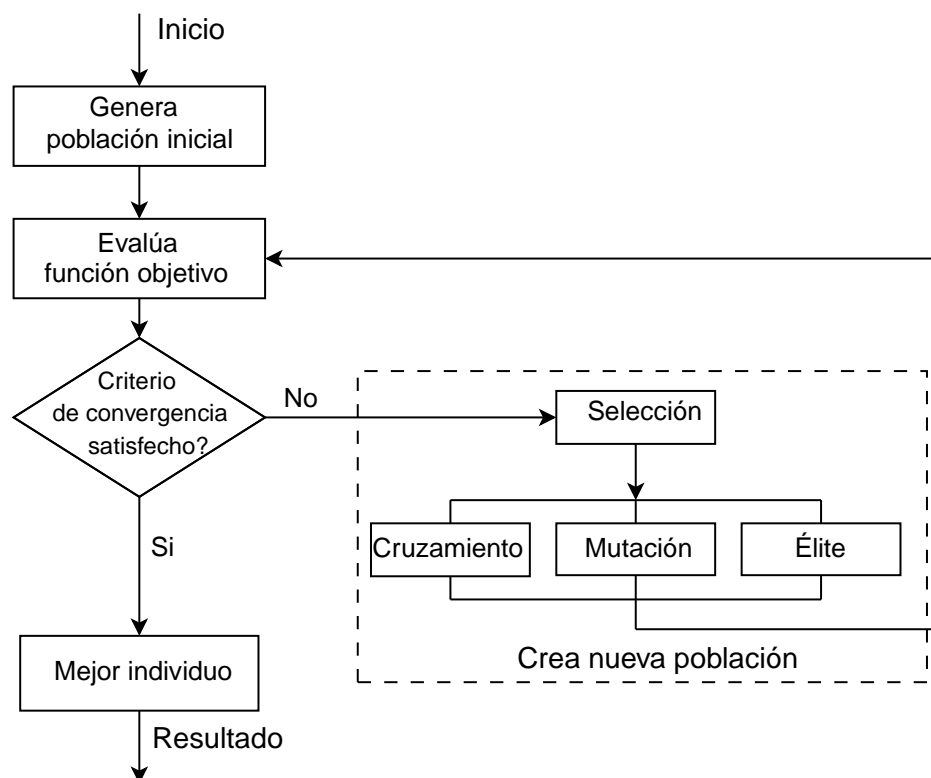 Inicio
Genera
población inicial
Evalúa
función objetivo
Criterio
de convergencia
satisfecho?
No
Selección
Cruzamiento
Mutación
Élite
Crea nueva población
Si
Mejor individuo
Resultado